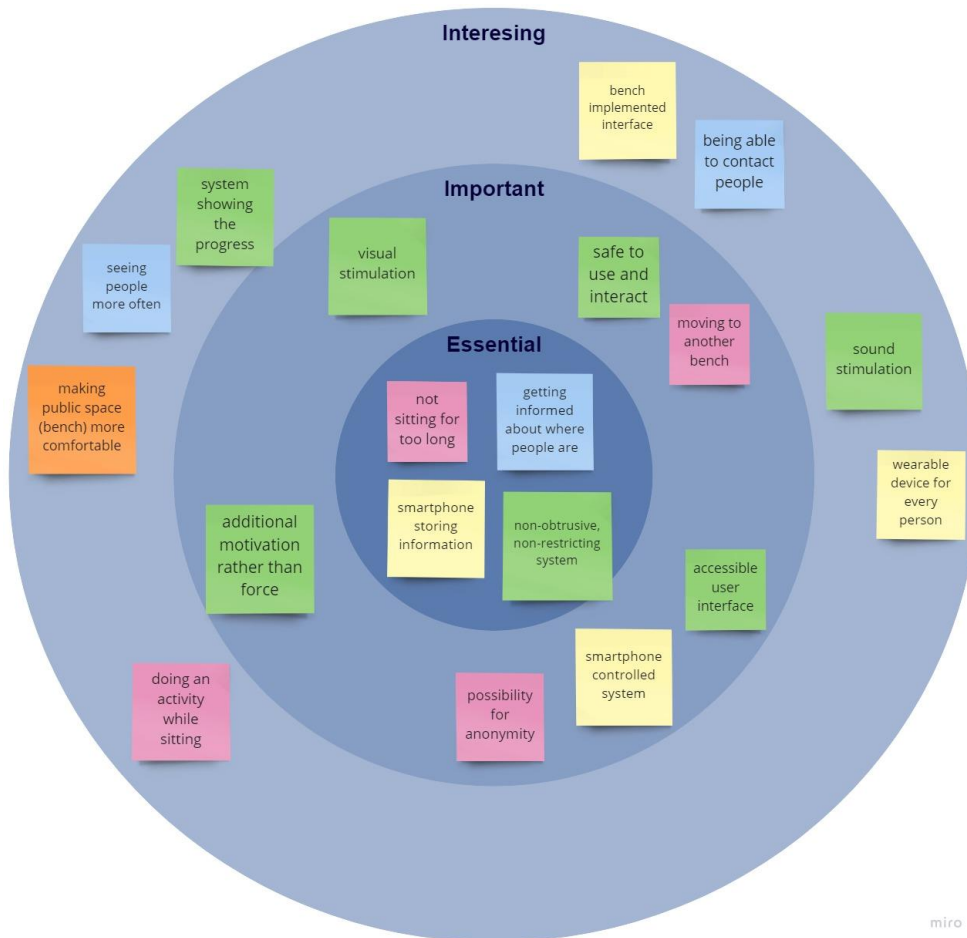 Interesing
bench
implemented
interface
being able
to contact
people
system
showing
the
progress
Important
visual
stimulation
safe to
use and
interact
seeing
people
more often
moving to
another
bench
sound
stimulation
Essential
making
public space
(bench) more
comfortable
not
sitting for
too long
getting
informed
about where
people are
wearable
device for
every
person
smartphone
storing
information
non-obtrusive,
non-restricting
system
additional
motivation
rather than
force
accessible
user
interface
smartphone
controlled
system
doing an
activity
while
sitting
possibility
for
anonymity
miro